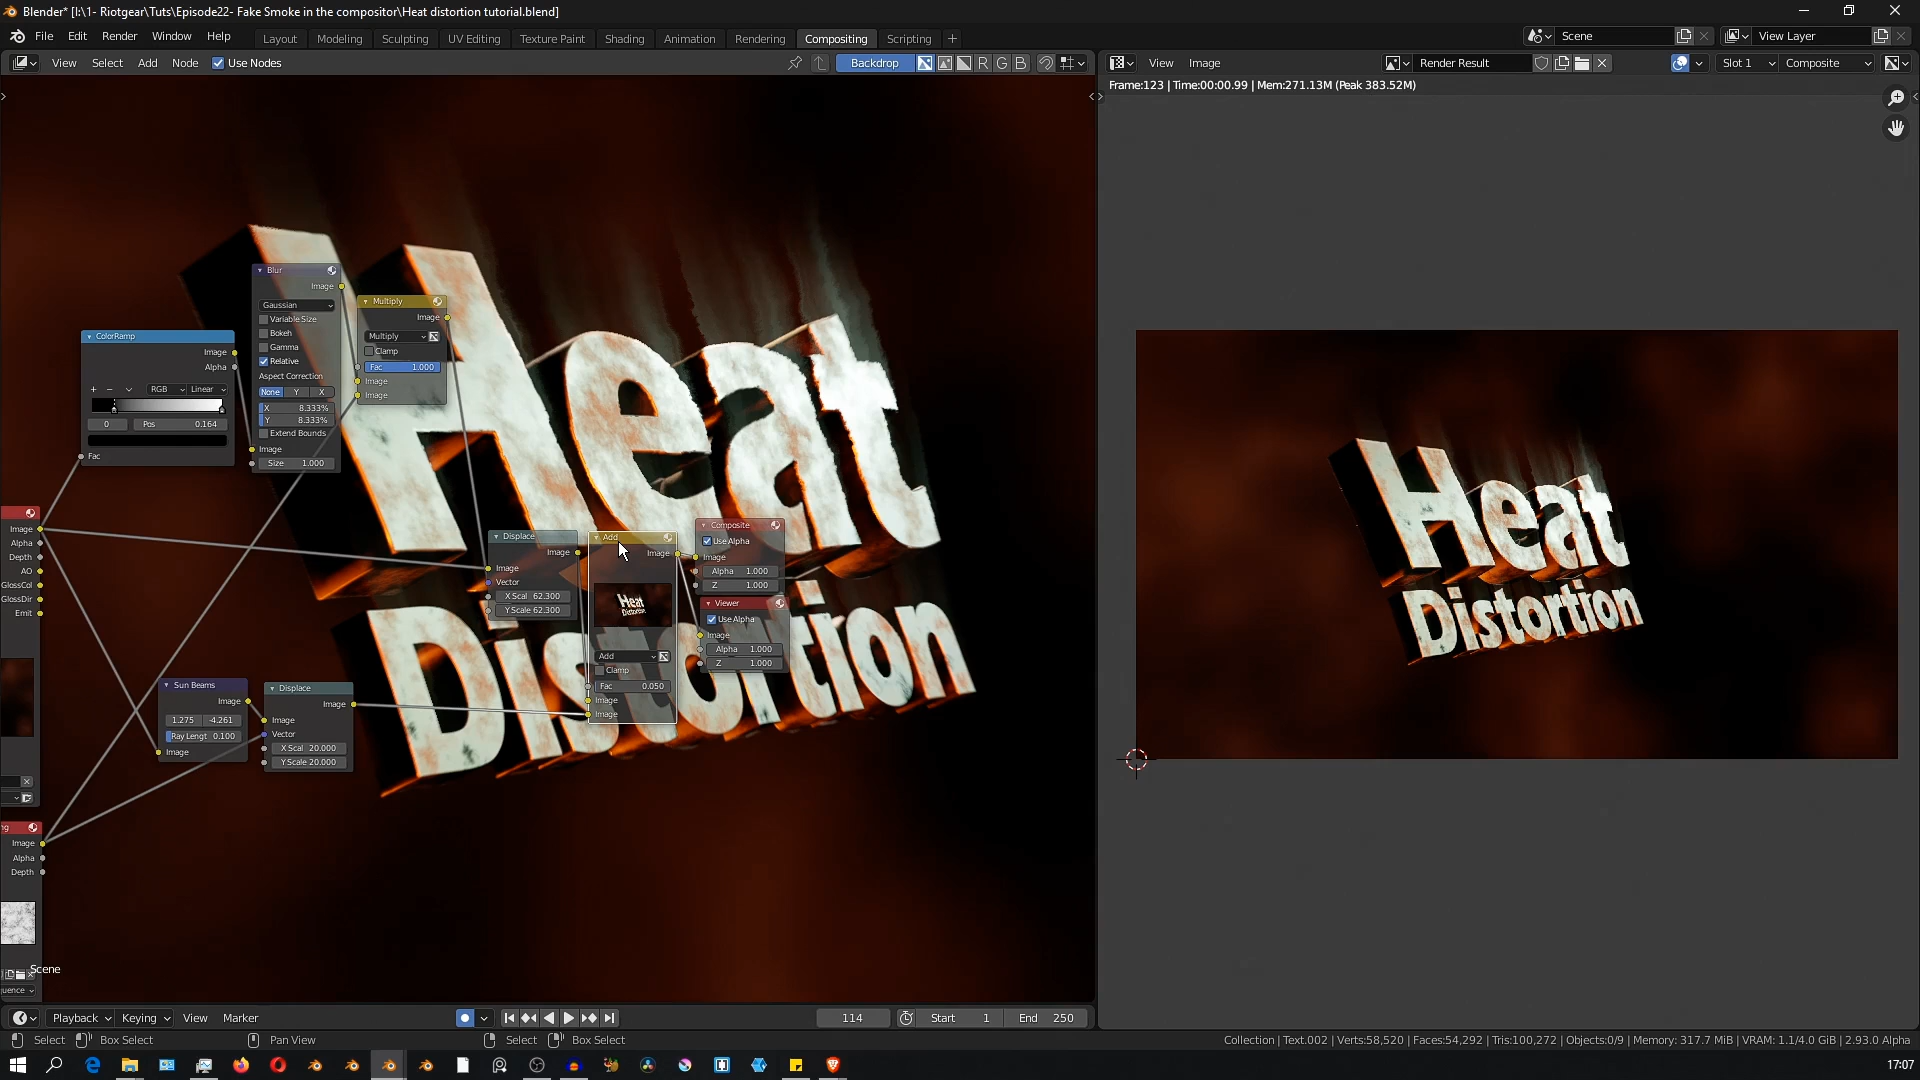 Blender* [I:\1- Riotgear\Tuts\Episode22- Fake Smoke in the compositor\Heat distortion tutorial.blend]
File Edit Render Window Help Layout Modeling Sculpting UV Editing Texture Paint Shading Animation Rendering Compositing Scripting + Scene View Layer
View Select Add Node Use Nodes Backdrop R G B View Image Render Result Slot 1 Composite
Frame:123 | Time:00:00.99 | Mem:271.13M (Peak 383.52M)
Heat
Distortion
ColorRamp
Image
Alpha
RGB Linear
0 Pos 0.164
Fac
Blur
Image
Gaussian
Variable Size
Bokeh
Gamma
Relative
Aspect Correction
None Y X
X 8.333%
Y 8.333%
Extend Bounds
Image
Size 1.000
Multiply
Image
Multiply
Clamp
Fac 1.000
Image
Image
Image
Alpha
Depth
AO
GlossCol
GlossDir
Emit
Sun Beams
Image
1.275 -4.261
Ray Lengt 0.100
Image
Displace
Image
Image
Vector
X Scal 20.000
Y Scale 20.000
Displace
Image
Image
Vector
X Scal 62.300
Y Scale 62.300
Add
Image
Heat
Distortion
Add
Clamp
Fac 0.050
Image
Image
Composite
Use Alpha
Image
Alpha 1.000
Z 1.000
Viewer
Use Alpha
Image
Alpha 1.000
Z 1.000
ng
Image
Alpha
Depth
Scene
uence
Heat
Distortion
Playback Keying View Marker 114 Start 1 End 250
Select Box Select Pan View Select Box Select Collection | Text.002 | Verts:58,520 | Faces:54,292 | Tris:100,272 | Objects:0/9 | Memory: 317.7 MiB | VRAM: 1.1/4.0 GiB | 2.93.0 Alpha
17:07